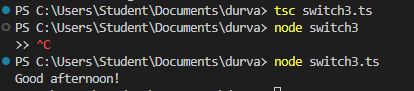 PS C:\Users\Student\Documents\durva> tsc switch3.ts
PS C:\Users\Student\Documents\durva> node switch3
>> ^C
PS C:\Users\Student\Documents\durva> node switch3.ts
Good afternoon!